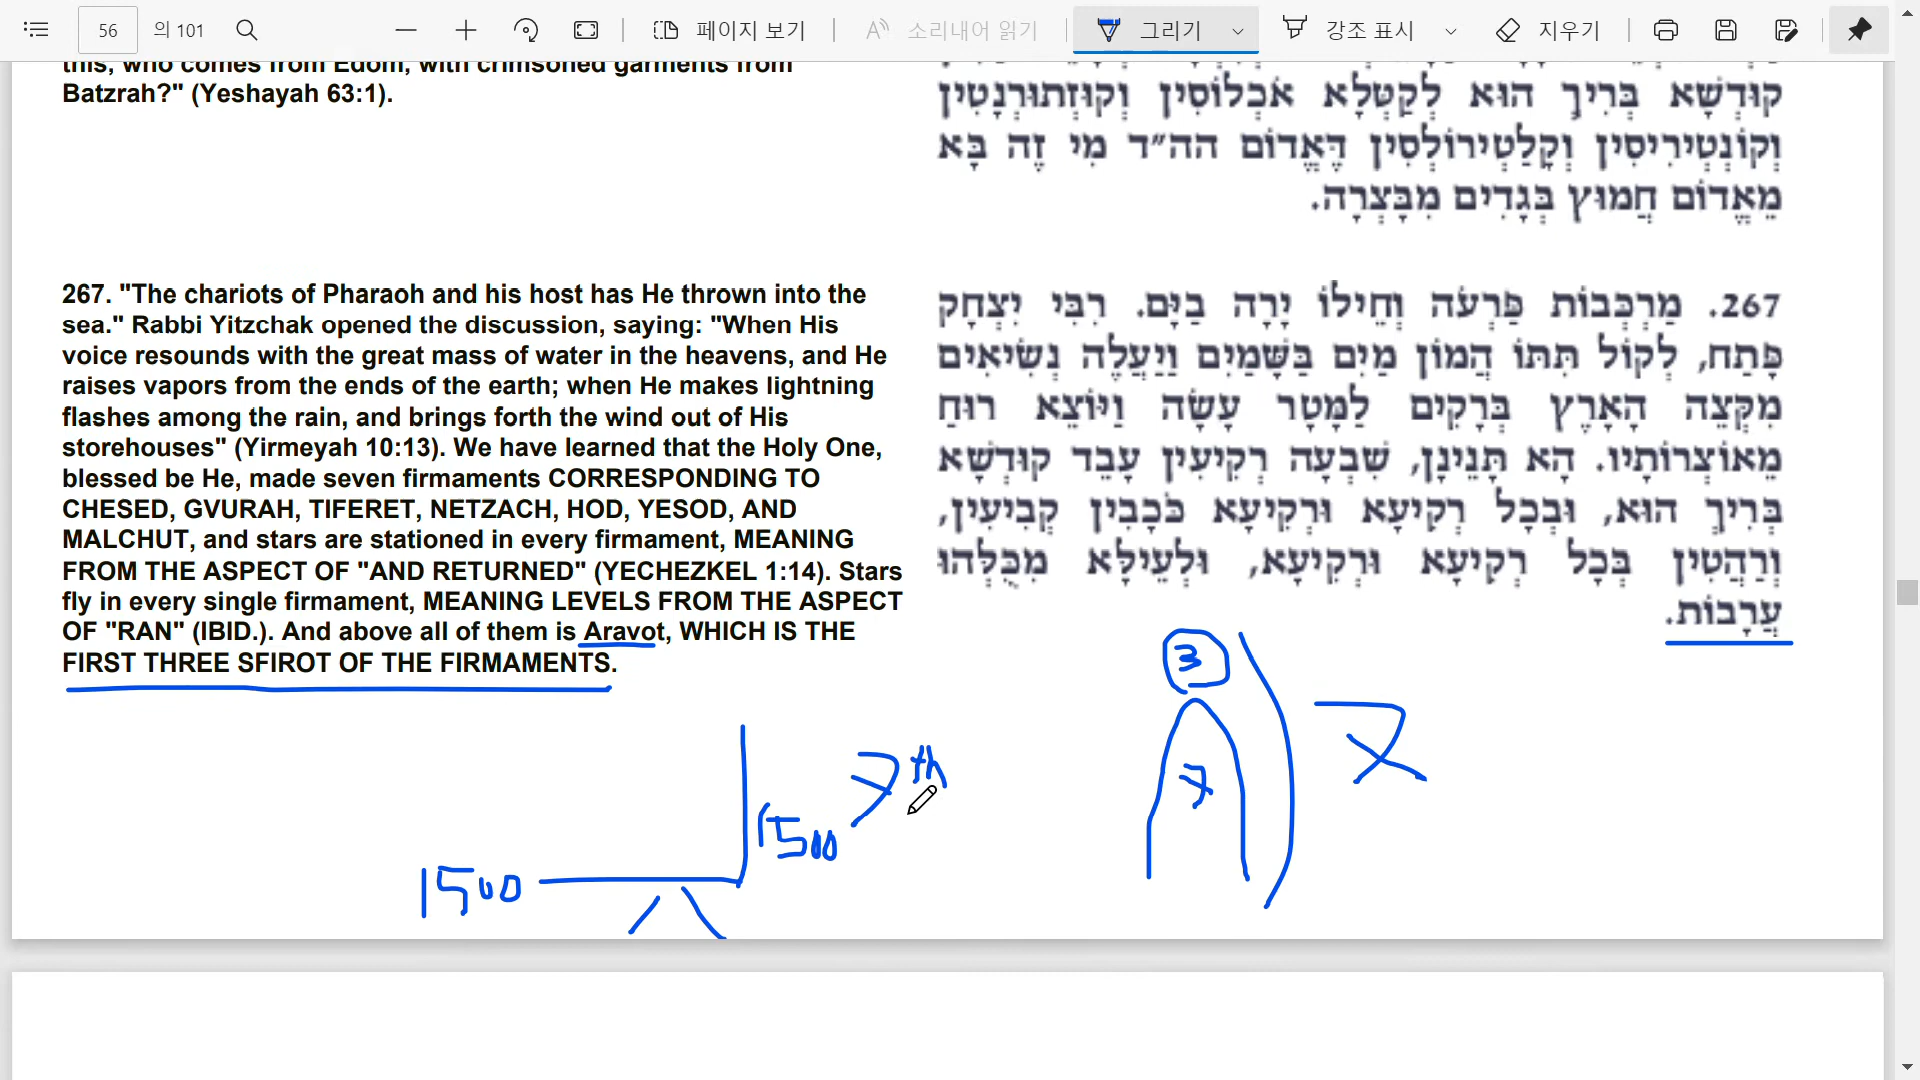 56 의 101 페이지 보기 소리내어 읽기 그리기 강조 표시 지우기
this, who comes from Edom, with crimsoned garments from
Batzrah?" (Yeshayah 63:1).
קוּדְשָׁא בְּרִיךְ הוּא לְקַטְּלָא אֹכְלוֹסִין וְקוּזְתוּרְנָטִין
וְקוֹנְטִירִיסִין וְקָלַטְירוֹלְסִין דֶּאֱדוֹם הה״ד מִי זֶה בָּא
מֵאֱדוֹם חֲמוּץ בְּגָדִים מִבָּצְרָה.
267. "The chariots of Pharaoh and his host has He thrown into the
sea." Rabbi Yitzchak opened the discussion, saying: "When His
voice resounds with the great mass of water in the heavens, and He
raises vapors from the ends of the earth; when He makes lightning
flashes among the rain, and brings forth the wind out of His
storehouses" (Yirmeyah 10:13). We have learned that the Holy One,
blessed be He, made seven firmaments CORRESPONDING TO
CHESED, GVURAH, TIFERET, NETZACH, HOD, YESOD, AND
MALCHUT, and stars are stationed in every firmament, MEANING
FROM THE ASPECT OF "AND RETURNED" (YECHEZKEL 1:14). Stars
fly in every single firmament, MEANING LEVELS FROM THE ASPECT
OF "RAN" (IBID.). And above all of them is Aravot, WHICH IS THE
FIRST THREE SFIROT OF THE FIRMAMENTS.
267. מַרְכְּבוֹת פַּרְעֹה וְחֵילוֹ יָרָה בַיָּם. רִבִּי יִצְחָק
פָּתַח, לְקוֹל תִּתּוֹ הֲמוֹן מַיִם בַּשָּׁמַיִם וַיַּעֲלֶה נְשִׂיאִים
מִקְּצֵה הָאָרֶץ בְּרָקִים לַמָּטָר עָשָׂה וַיּוֹצֵא רוּחַ
מֵאוֹצְרוֹתָיו. הָא תָּנֵינָן, שִׁבְעָה רְקִיעִין עָבֵד קוּדְשָׁא
בְּרִיךְ הוּא, וּבְכָל רְקִיעָא וּרְקִיעָא כֹּכָבִין קְבִיעִין,
וְרַהֲטִין בְּכָל רְקִיעָא וּרְקִיעָא, וּלְעֵילָּא מִכֻּלְּהוּ
עֲרָבוֹת.
3
7
7
7th
1500
1500